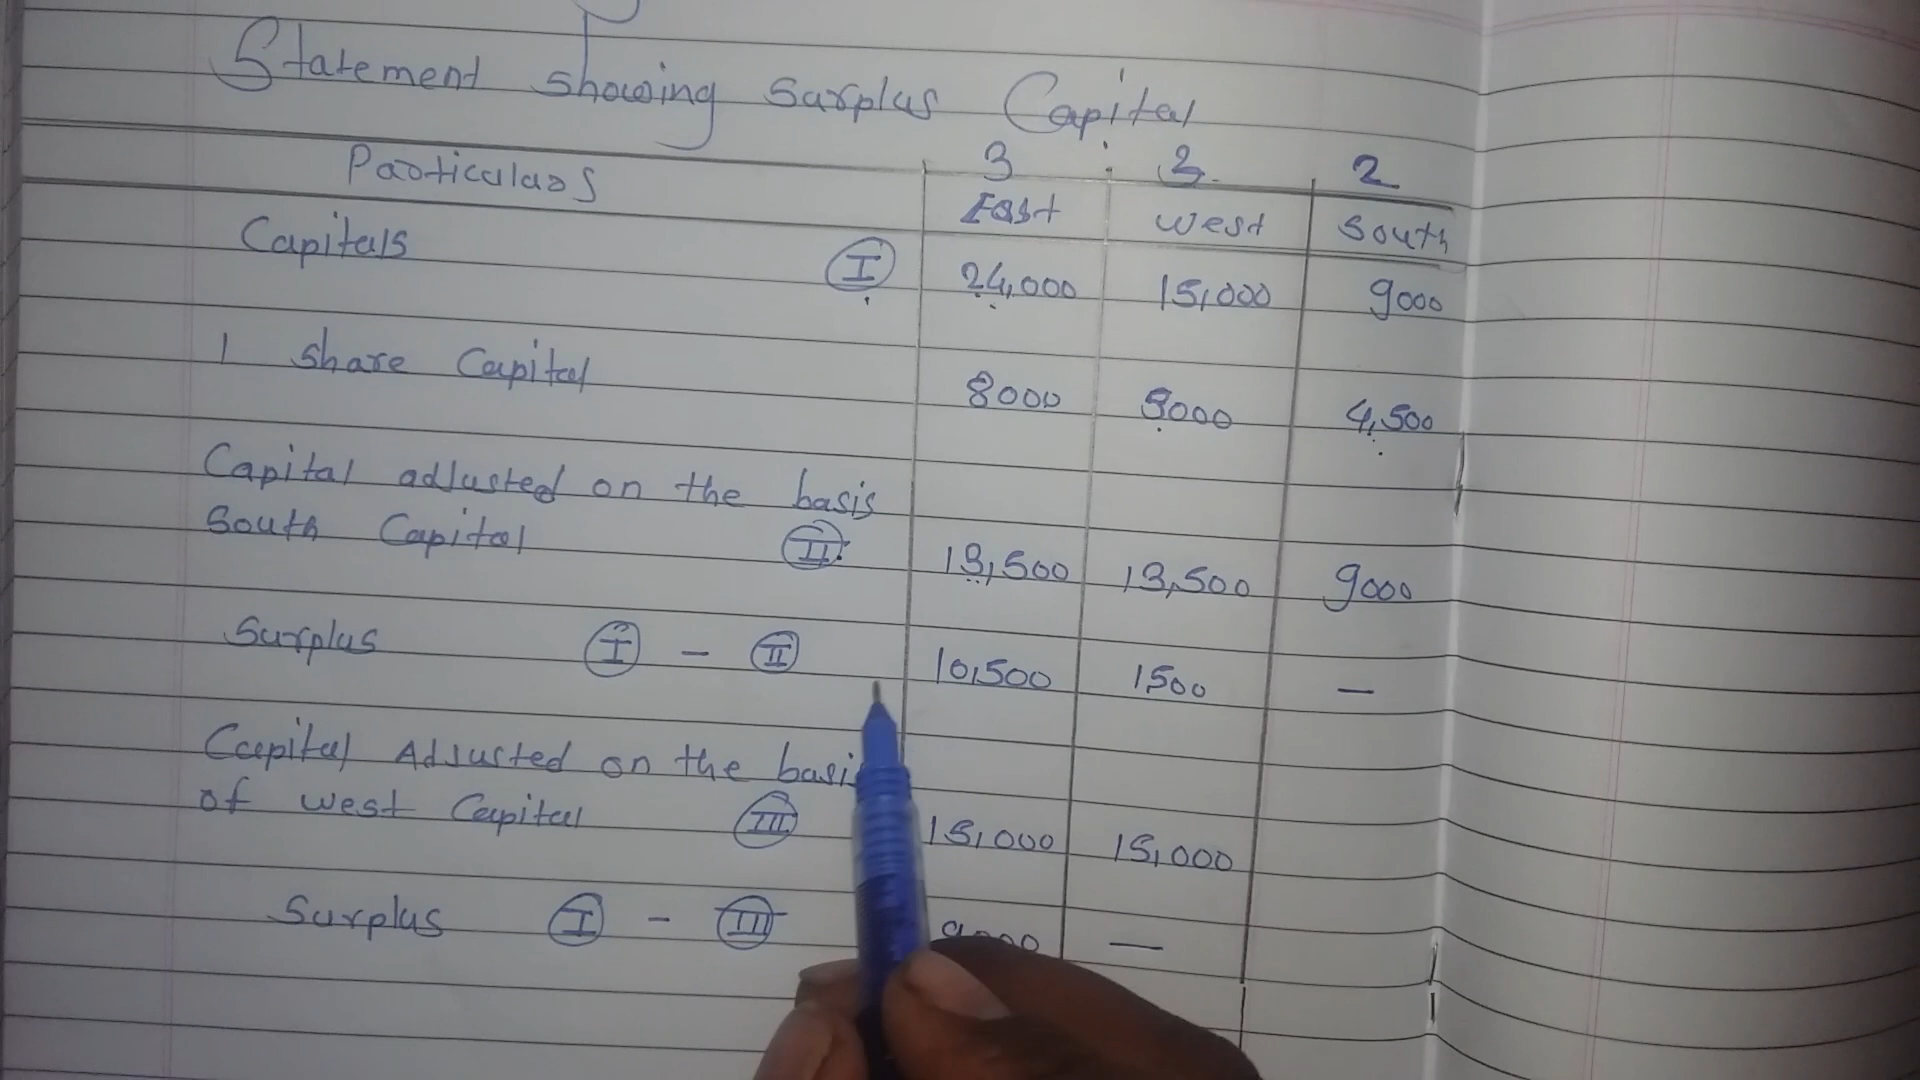 Statement showing Surplus Capital
3 3 2
Particulars East West South
Capitals I 24,000 15,000 9000
1 Share Capital 8000 5000 4,500
Capital adjusted on the basis
South Capital II 13,500 13,500 9000
Surplus I - II 10,500 1500 —
Capital Adjusted on the basis
of west Capital III 15,000 15,000
Surplus I - III 9000 —